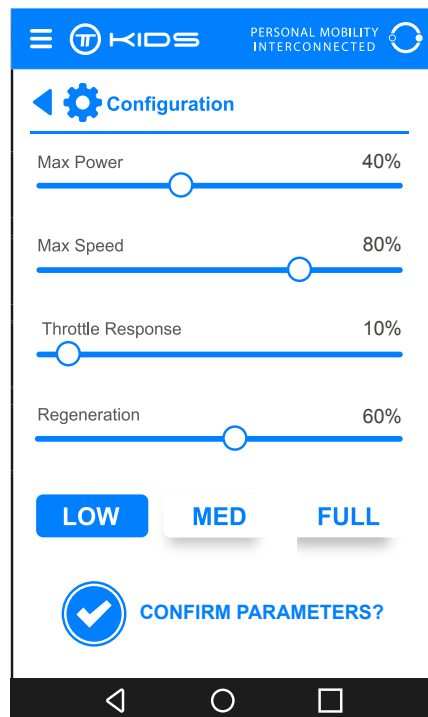 KIDS
PERSONAL MOBILITY
INTERCONNECTED
Configuration
Max Power 40%
Max Speed 80%
Throttle Response 10%
Regeneration 60%
LOW MED FULL
CONFIRM PARAMETERS?